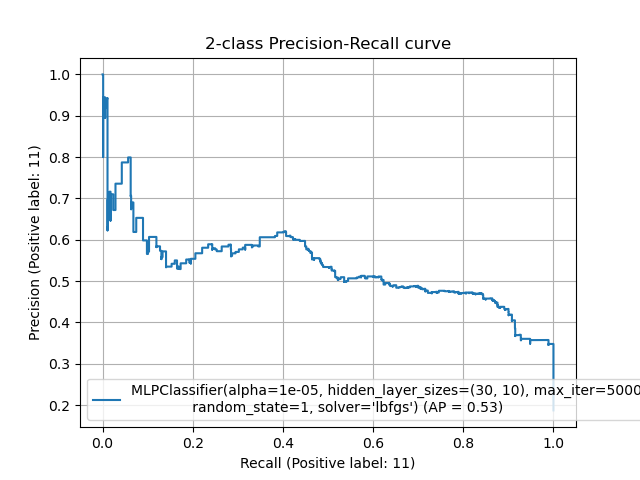 2-class Precision-Recall curve
1.0
0.9
0.8
0.7
0.6
0.5
0.4
0.3
0.2
Precision (Positive label: 11)
MLPClassifier(alpha=1e-05, hidden_layer_sizes=(30, 10), max_iter=5000
random_state=1, solver='lbfgs') (AP = 0.53)
0.0 0.2 0.4 0.6 0.8 1.0
Recall (Positive label: 11)